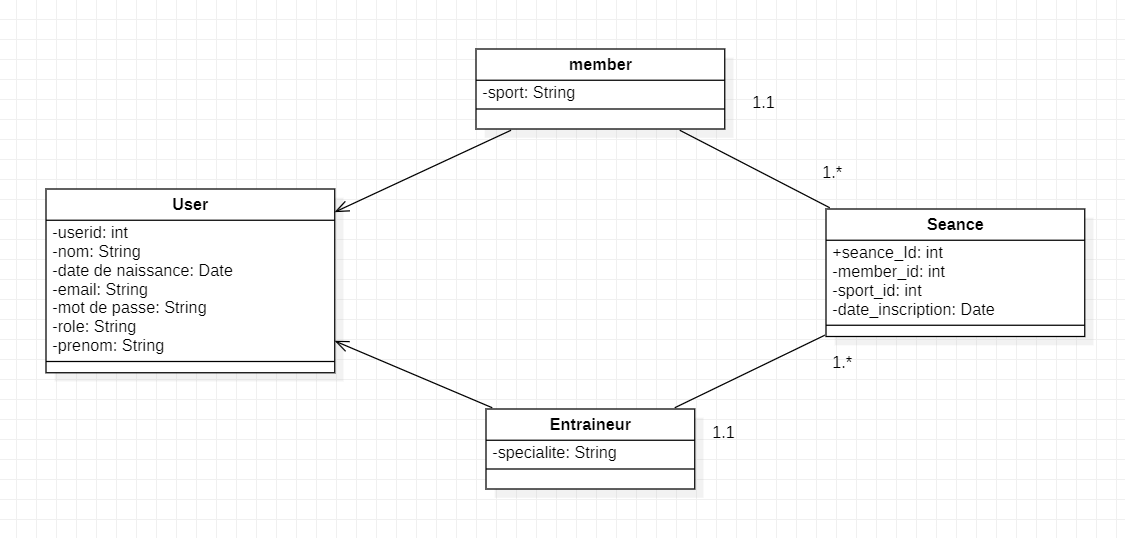 member
-sport: String
1.1
1.*
User
-userid: int
-nom: String
-date de naissance: Date
-email: String
-mot de passe: String
-role: String
-prenom: String
Seance
+seance_Id: int
-member_id: int
-sport_id: int
-date_inscription: Date
1.*
Entraineur
-specialite: String
1.1